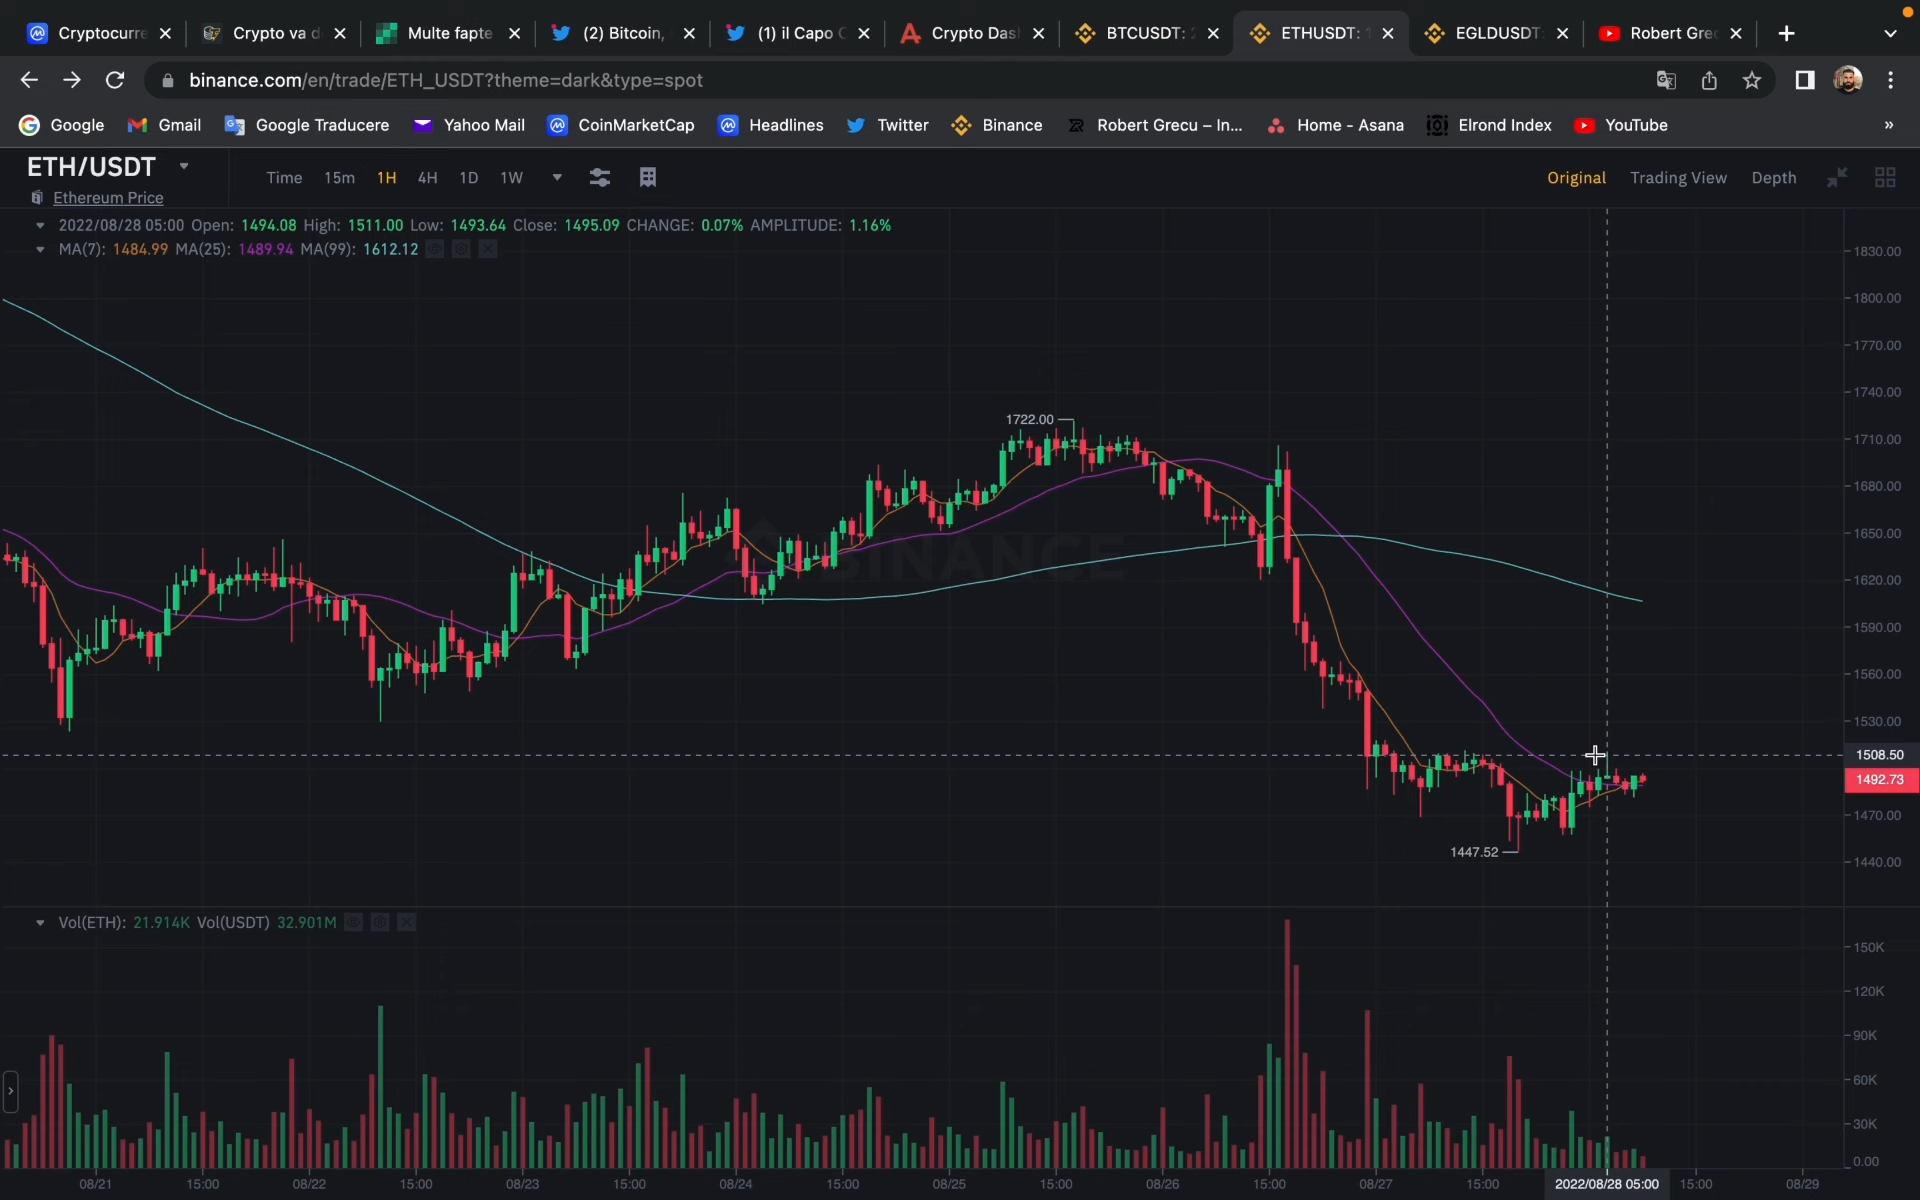 Cryptocurre
Crypto va d
Multe fapte
(2) Bitcoin,
(1) il Capo
Crypto Das
BTCUSDT: 2
ETHUSDT: 1
EGLDUSDT:
Robert Grec
binance.com/en/trade/ETH_USDT?theme=dark&type=spot
Google
Gmail
Google Traducere
Yahoo Mail
CoinMarketCap
Headlines
Twitter
Binance
Robert Grecu – In...
Home - Asana
Elrond Index
YouTube
»
ETH/USDT
Ethereum Price
Time 15m 1H 4H 1D 1W
Original Trading View Depth
2022/08/28 05:00 Open: 1494.08 High: 1511.00 Low: 1493.64 Close: 1495.09 CHANGE: 0.07% AMPLITUDE: 1.16%
MA(7): 1484.99 MA(25): 1489.94 MA(99): 1612.12
1830.00
1800.00
1770.00
1740.00
1722.00
1710.00
1680.00
1650.00
BINANCE
1620.00
1590.00
1560.00
1530.00
1508.50
1492.73
1470.00
1447.52
1440.00
Vol(ETH): 21.914K Vol(USDT) 32.901M
150K
120K
90K
60K
30K
0.00
08/21 15:00 08/22 15:00 08/23 15:00 08/24 15:00 08/25 15:00 08/26 15:00 08/27 15:00 2022/08/28 05:00 15:00 08/29